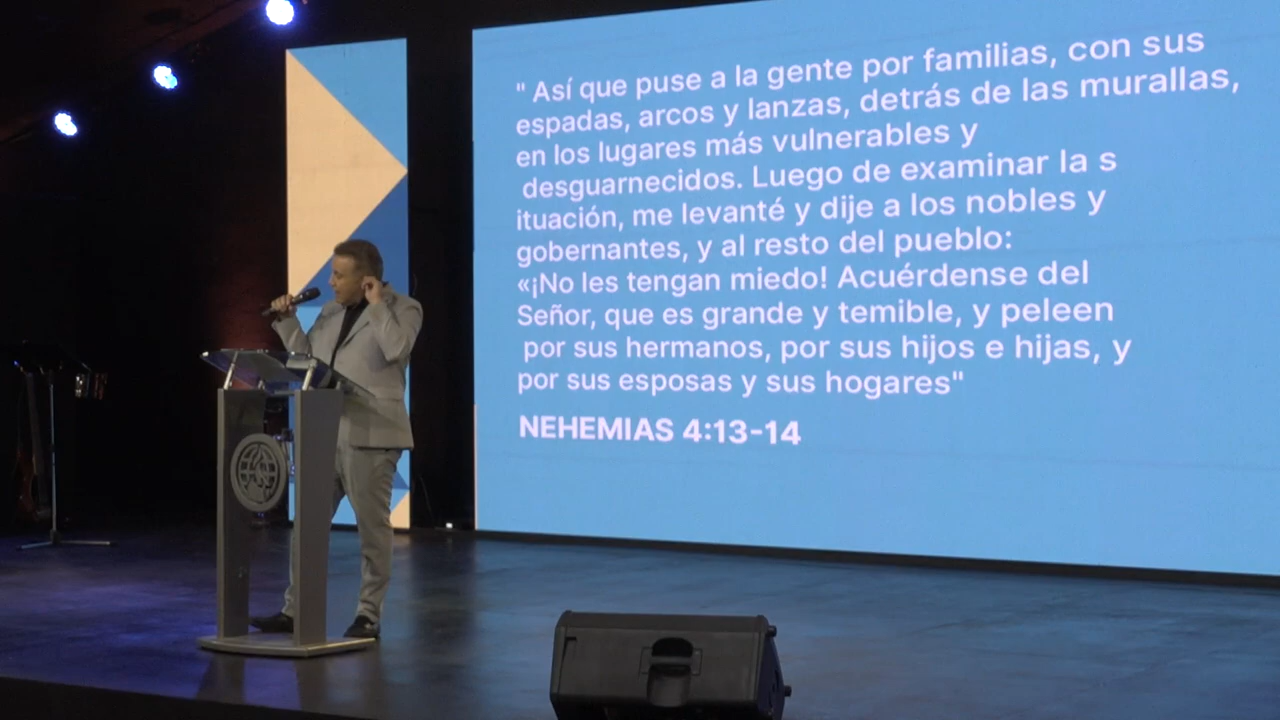 " Así que puse a la gente por familias, con sus
espadas, arcos y lanzas, detrás de las murallas,
en los lugares más vulnerables y
desguarnecidos. Luego de examinar la s
ituación, me levanté y dije a los nobles y
gobernantes, y al resto del pueblo:
«¡No les tengan miedo! Acuérdense del
Señor, que es grande y temible, y peleen
por sus hermanos, por sus hijos e hijas, y
por sus esposas y sus hogares"
NEHEMIAS 4:13-14